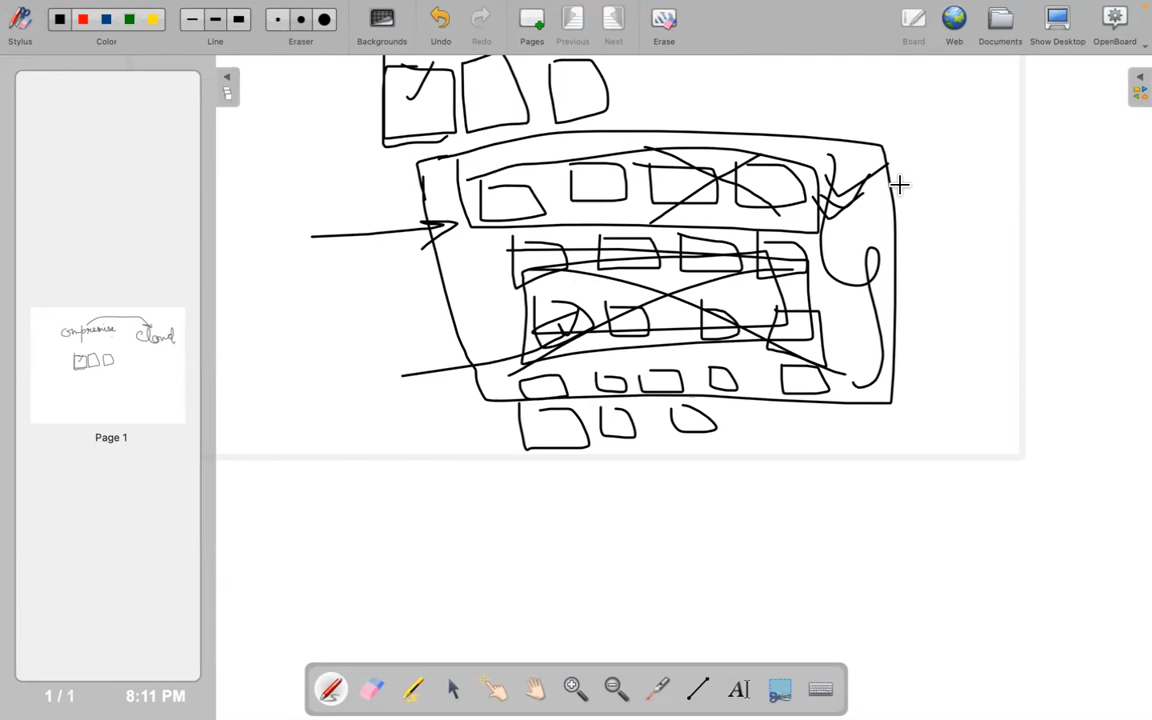 Stylus
Color
Line
Eraser
Backgrounds
Undo
Redo
Pages
Previous
Next
Erase
Board
Web
Documents
Show Desktop
OpenBoard
onpremise
cloud
Page 1
1 / 1
8:11 PM